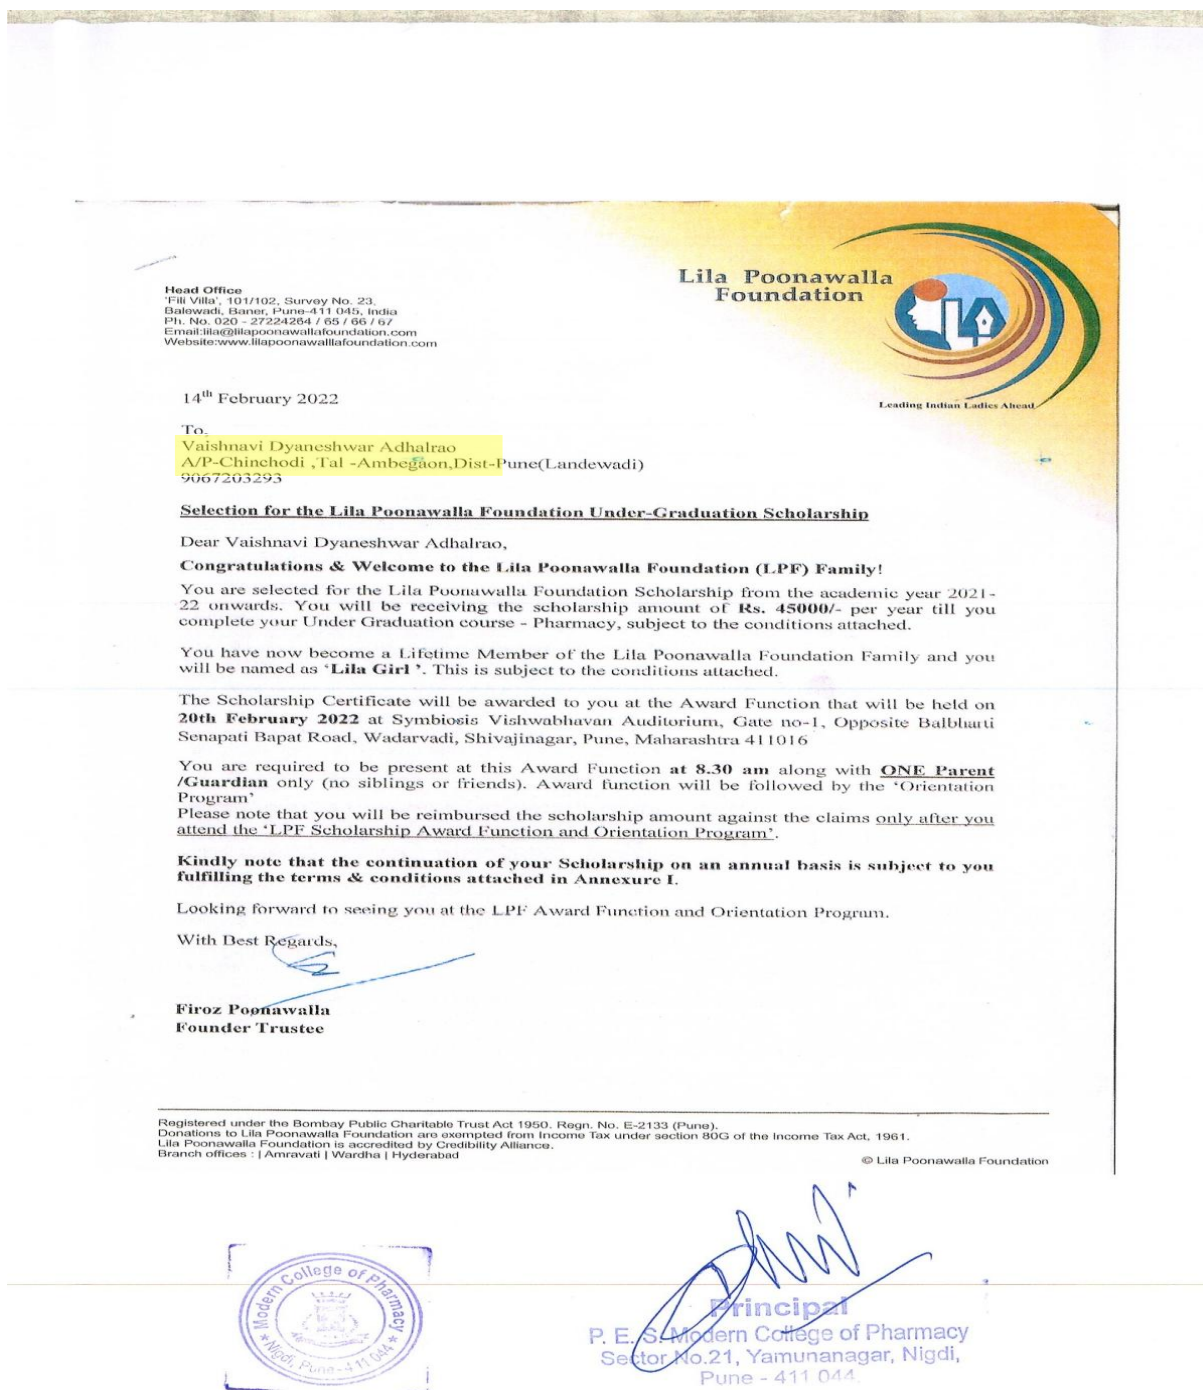 Lila Poonawalla
Foundation
Head Office
'Fili Villa', 101/102, Survey No. 23,
Balewadi, Baner, Pune-411 045, India
Ph. No. 020 - 27224264 / 65 / 66 / 67
Email:lila@lilapoonawallafoundation.com
Website:www.lilapoonawalllafoundation.com
LA
Leading Indian Ladies Ahead
14th February 2022
To,
Vaishnavi Dyaneshwar Adhalrao
A/P-Chinchodi ,Tal -Ambegaon,Dist-Pune(Landewadi)
9067203293
Selection for the Lila Poonawalla Foundation Under-Graduation Scholarship
Dear Vaishnavi Dyaneshwar Adhalrao,
Congratulations & Welcome to the Lila Poonawalla Foundation (LPF) Family!
You are selected for the Lila Poonawalla Foundation Scholarship from the academic year 2021-
22 onwards. You will be receiving the scholarship amount of Rs. 45000/- per year till you
complete your Under Graduation course - Pharmacy, subject to the conditions attached.
You have now become a Lifetime Member of the Lila Poonawalla Foundation Family and you
will be named as 'Lila Girl '. This is subject to the conditions attached.
The Scholarship Certificate will be awarded to you at the Award Function that will be held on
20th February 2022 at Symbiosis Vishwabhavan Auditorium, Gate no-1, Opposite Balbharti
Senapati Bapat Road, Wadarvadi, Shivajinagar, Pune, Maharashtra 411016
You are required to be present at this Award Function at 8.30 am along with ONE Parent
/Guardian only (no siblings or friends). Award function will be followed by the 'Orientation
Program'
Please note that you will be reimbursed the scholarship amount against the claims only after you
attend the 'LPF Scholarship Award Function and Orientation Program'.
Kindly note that the continuation of your Scholarship on an annual basis is subject to you
fulfilling the terms & conditions attached in Annexure I.
Looking forward to seeing you at the LPF Award Function and Orientation Program.
With Best Regards,
Firoz Poonawalla
Founder Trustee
Registered under the Bombay Public Charitable Trust Act 1950. Regn. No. E-2133 (Pune).
Donations to Lila Poonawalla Foundation are exempted from Income Tax under section 80G of the Income Tax Act, 1961.
Lila Poonawalla Foundation is accredited by Credibility Alliance.
Branch offices : | Amravati | Wardha | Hyderabad
© Lila Poonawalla Foundation
Modern College of Pharmacy
Nigdi, Pune-411 044
Principal
P. E. S. Modern College of Pharmacy
Sector No.21, Yamunanagar, Nigdi,
Pune - 411 044.